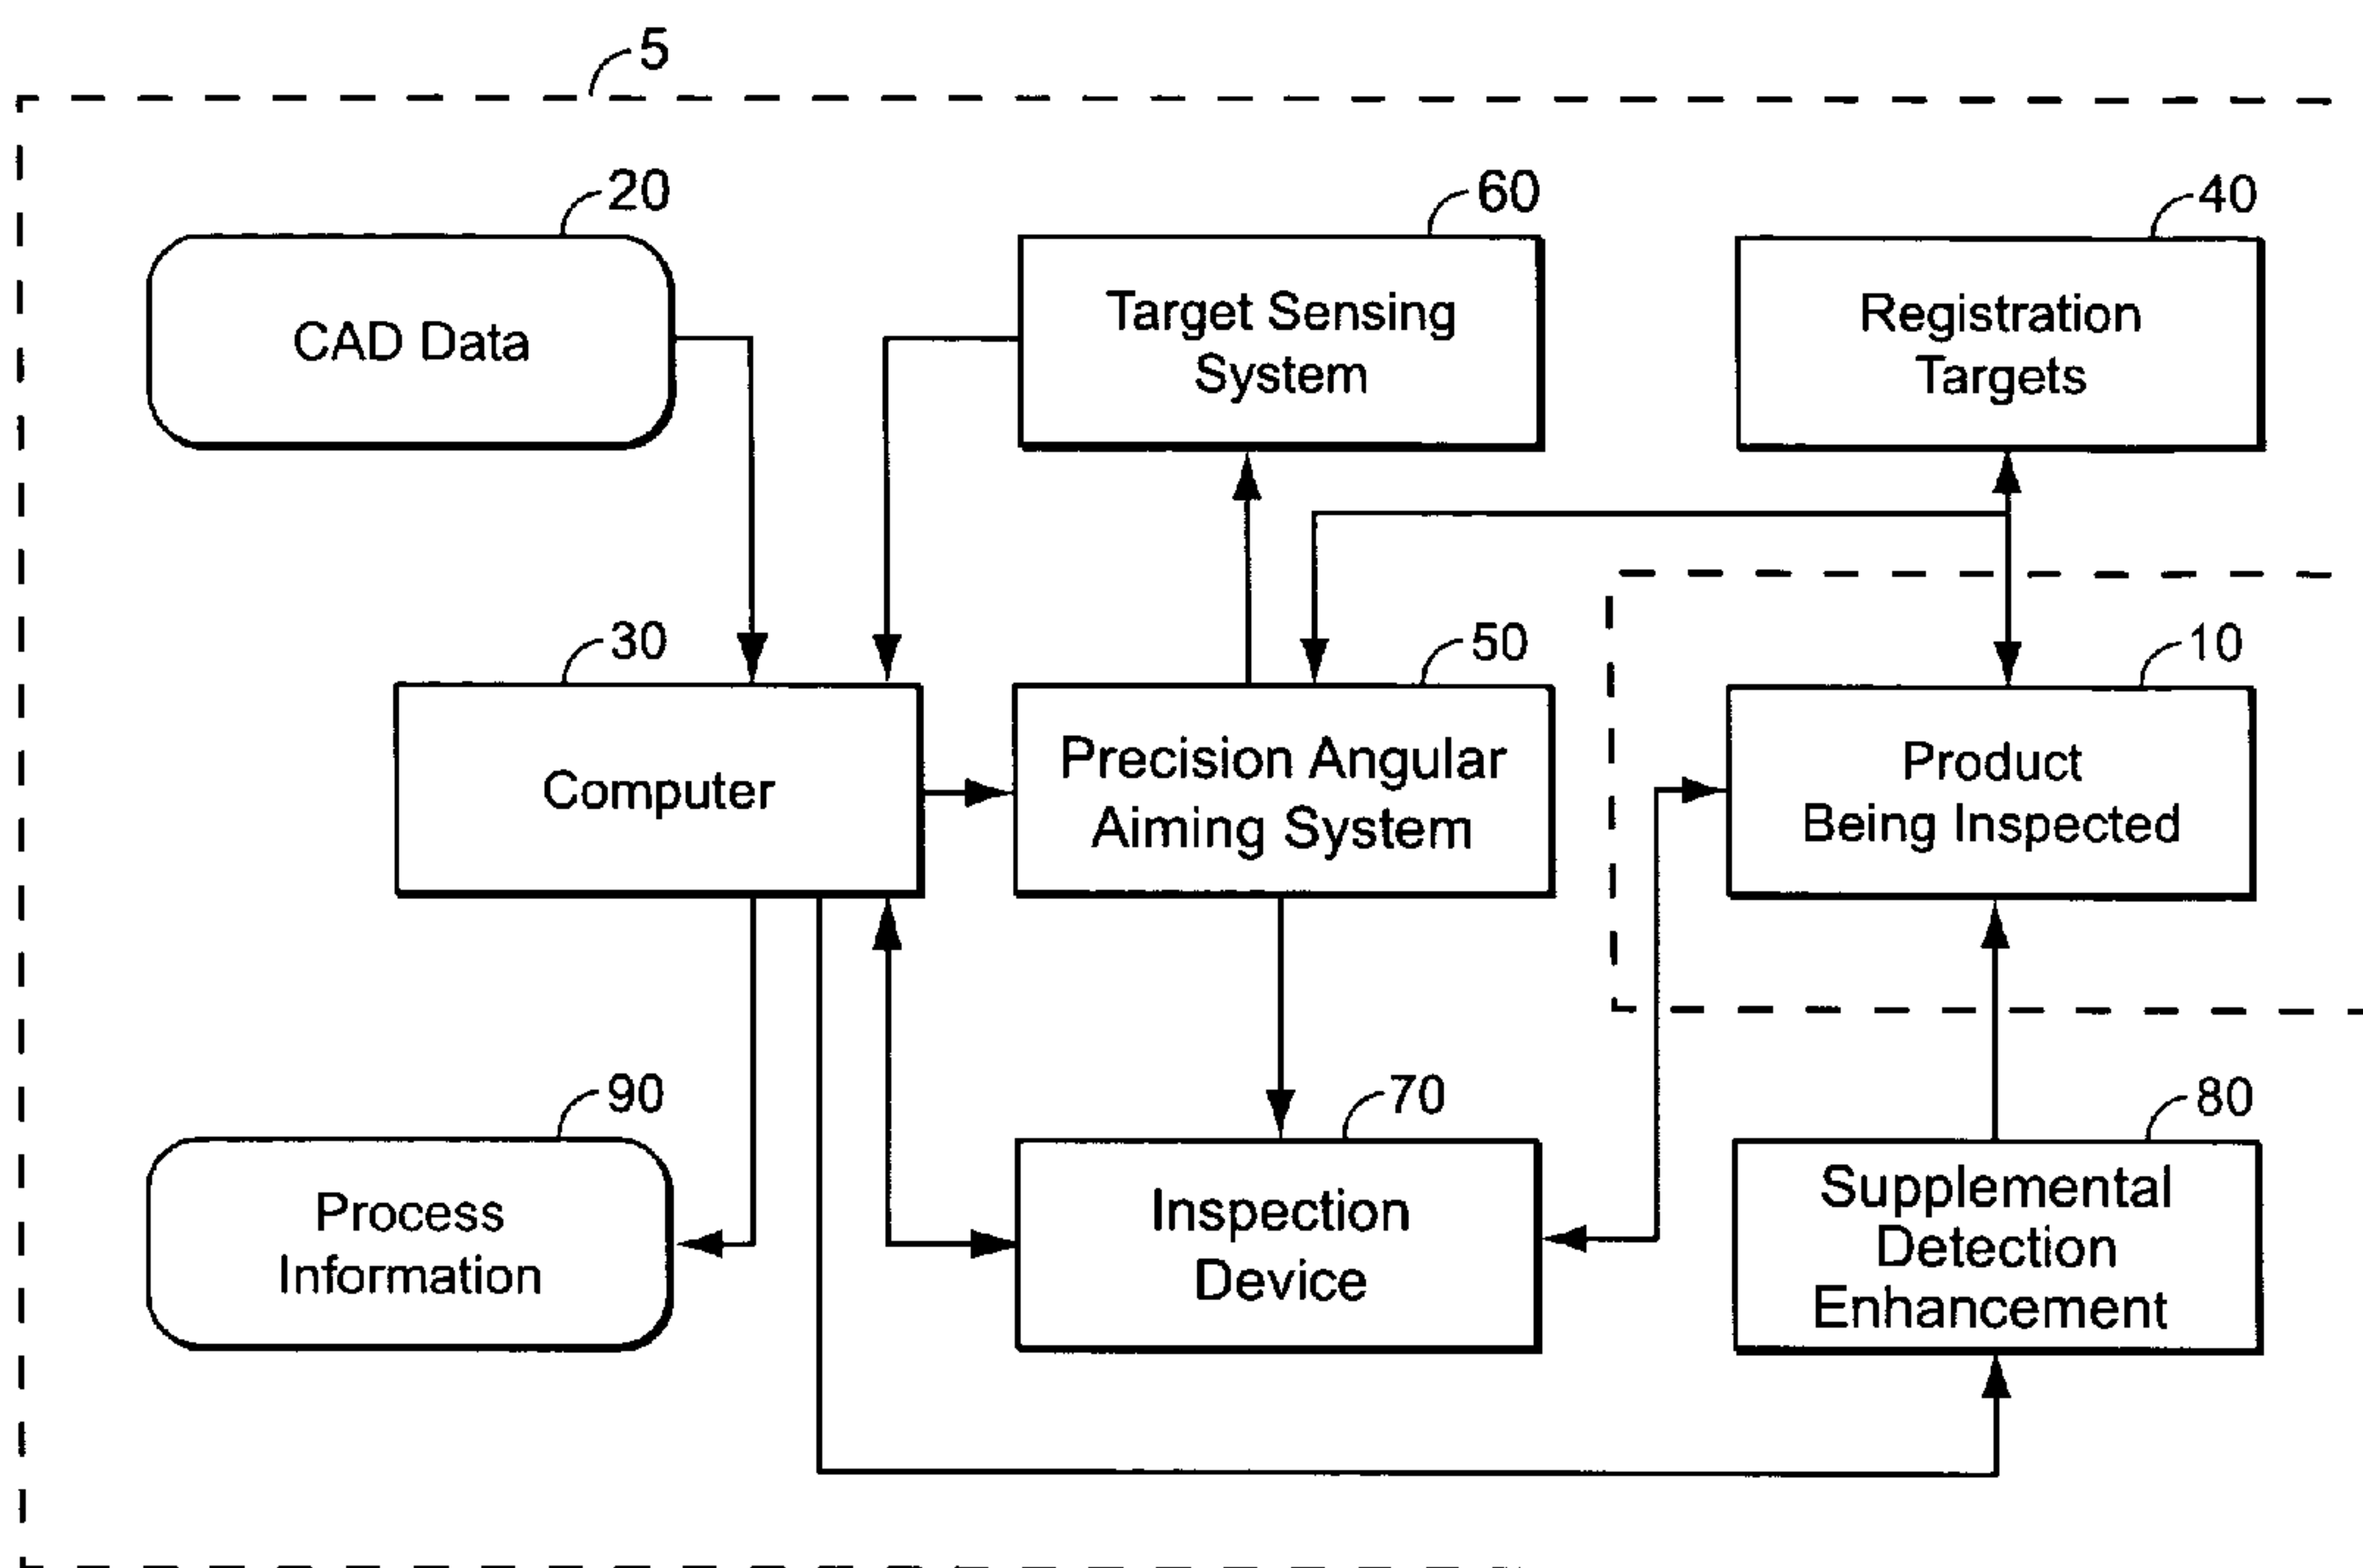 5
20
60
40
CAD Data
Target Sensing
System
Registration
Targets
30
50
10
Computer
Precision Angular
Aiming System
Product
Being Inspected
90
70
80
Process
Information
Inspection
Device
Supplemental
Detection
Enhancement